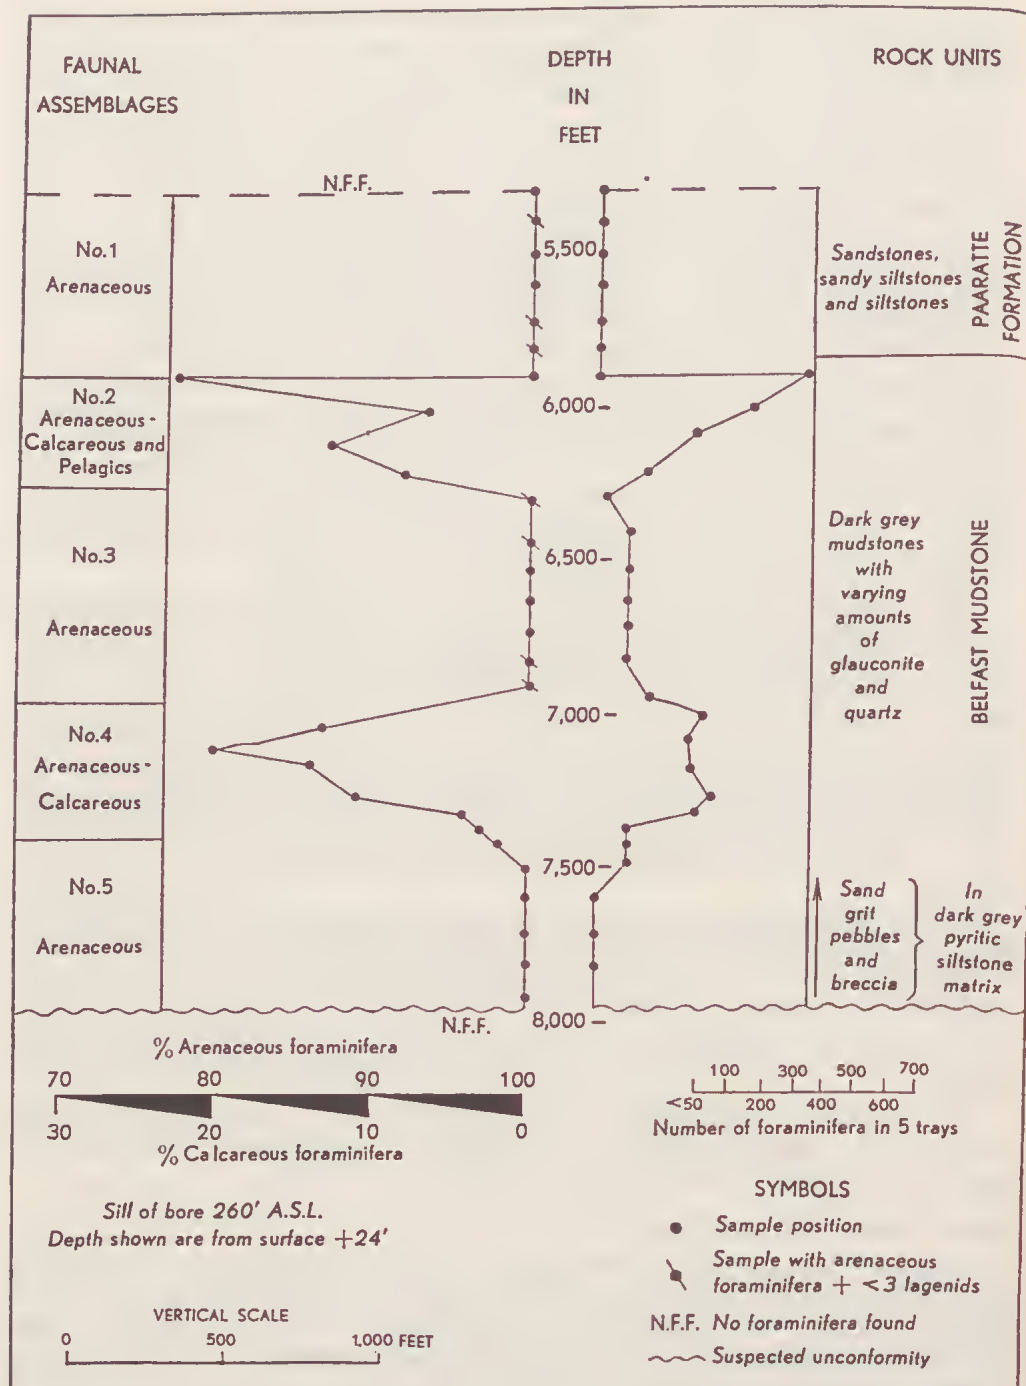 FAUNAL
ASSEMBLAGES
DEPTH
IN
FEET
ROCK UNITS
N.F.F.
No.1
Arenaceous
5,500
Sandstones,
sandy siltstones
and siltstones
PAARATTE
FORMATION
No.2
Arenaceous-
Calcareous and
Pelagics
6,000
No.3
Arenaceous
6,500
Dark grey
mudstones
with
varying
amounts
of
glauconite
and
quartz
BELFAST MUDSTONE
No.4
Arenaceous-
Calcareous
7,000
7,500
No.5
Arenaceous
Sand
grit
pebbles
and
breccia
In
dark grey
pyritic
siltstone
matrix
N.F.F.
8,000
% Arenaceous foraminifera
70 80 90 100
30 20 10 0
% Calcareous foraminifera
100 300 500 700
<50 200 400 600
Number of foraminifera in 5 trays
Sill of bore 260' A.S.L.
Depth shown are from surface +24'
VERTICAL SCALE
0 500 1,000 FEET
SYMBOLS
Sample position
Sample with arenaceous
foraminifera + <3 lagenids
N.F.F. No foraminifera found
Suspected unconformity